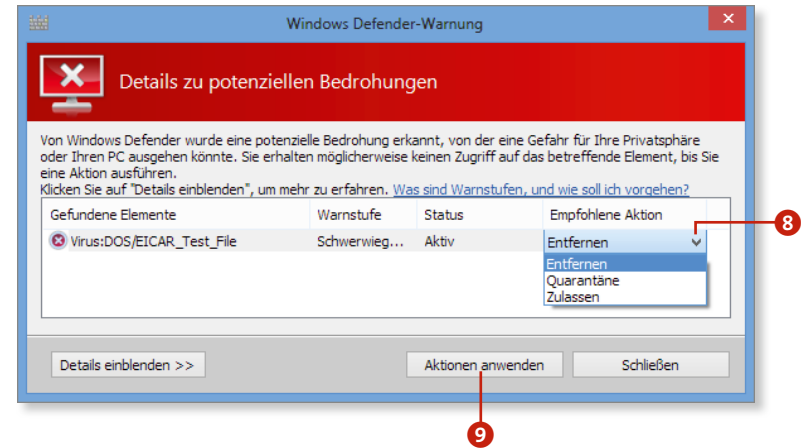 Windows Defender-Warnung
Details zu potenziellen Bedrohungen
Von Windows Defender wurde eine potenzielle Bedrohung erkannt, von der eine Gefahr für Ihre Privatsphäre
oder Ihren PC ausgehen könnte. Sie erhalten möglicherweise keinen Zugriff auf das betreffende Element, bis Sie
eine Aktion ausführen.
Klicken Sie auf "Details einblenden", um mehr zu erfahren. Was sind Warnstufen, und wie soll ich vorgehen?
Gefundene Elemente Warnstufe Status Empfohlene Aktion
8
Virus:DOS/EICAR_Test_File Schwerwieg... Aktiv Entfernen
Entfernen
Quarantäne
Zulassen
Details einblenden >> Aktionen anwenden Schließen
9